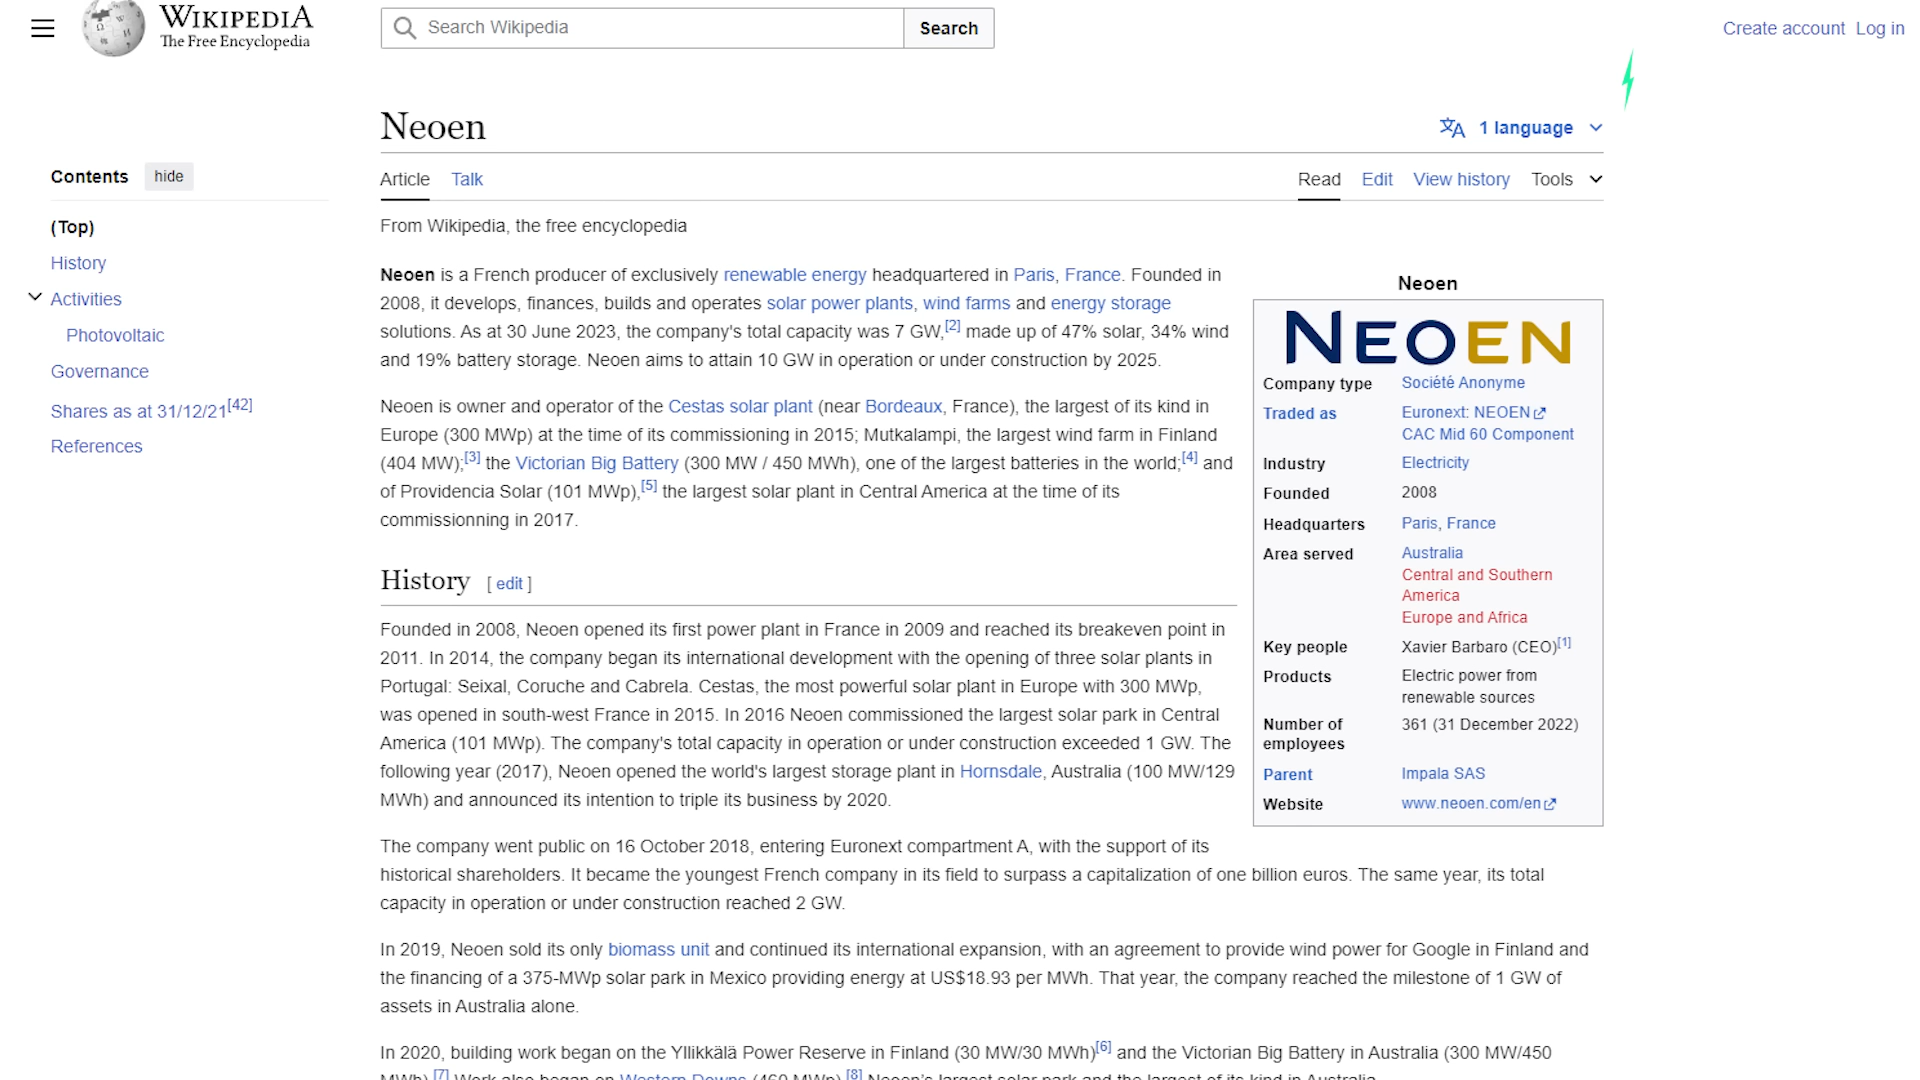 WIKIPEDIA
The Free Encyclopedia
Search Wikipedia
Search
Create account Log in
Neoen
1 language
Contents hide
(Top)
History
Activities
Photovoltaic
Governance
Shares as at 31/12/21[42]
References
Article Talk
Read Edit View history Tools
From Wikipedia, the free encyclopedia
Neoen is a French producer of exclusively renewable energy headquartered in Paris, France. Founded in
2008, it develops, finances, builds and operates solar power plants, wind farms and energy storage
solutions. As at 30 June 2023, the company's total capacity was 7 GW,[2] made up of 47% solar, 34% wind
and 19% battery storage. Neoen aims to attain 10 GW in operation or under construction by 2025.
Neoen is owner and operator of the Cestas solar plant (near Bordeaux, France), the largest of its kind in
Europe (300 MWp) at the time of its commissioning in 2015; Mutkalampi, the largest wind farm in Finland
(404 MW);[3] the Victorian Big Battery (300 MW / 450 MWh), one of the largest batteries in the world;[4] and
of Providencia Solar (101 MWp),[5] the largest solar plant in Central America at the time of its
commissionning in 2017.
Neoen
NEOEN
Company type Société Anonyme
Traded as Euronext: NEOEN
CAC Mid 60 Component
Industry Electricity
Founded 2008
Headquarters Paris, France
Area served Australia
Central and Southern
America
Europe and Africa
Key people Xavier Barbaro (CEO)[1]
Products Electric power from
renewable sources
Number of 361 (31 December 2022)
employees
Parent Impala SAS
Website www.neoen.com/en
History [ edit ]
Founded in 2008, Neoen opened its first power plant in France in 2009 and reached its breakeven point in
2011. In 2014, the company began its international development with the opening of three solar plants in
Portugal: Seixal, Coruche and Cabrela. Cestas, the most powerful solar plant in Europe with 300 MWp,
was opened in south-west France in 2015. In 2016 Neoen commissioned the largest solar park in Central
America (101 MWp). The company's total capacity in operation or under construction exceeded 1 GW. The
following year (2017), Neoen opened the world's largest storage plant in Hornsdale, Australia (100 MW/129
MWh) and announced its intention to triple its business by 2020.
The company went public on 16 October 2018, entering Euronext compartment A, with the support of its
historical shareholders. It became the youngest French company in its field to surpass a capitalization of one billion euros. The same year, its total
capacity in operation or under construction reached 2 GW.
In 2019, Neoen sold its only biomass unit and continued its international expansion, with an agreement to provide wind power for Google in Finland and
the financing of a 375-MWp solar park in Mexico providing energy at US$18.93 per MWh. That year, the company reached the milestone of 1 GW of
assets in Australia alone.
In 2020, building work began on the Yllikkälä Power Reserve in Finland (30 MW/30 MWh)[6] and the Victorian Big Battery in Australia (300 MW/450
MWh).[7] Work also began on Western Downs (460 MWp),[8] Neoen's largest solar park and the largest of its kind in Australia.